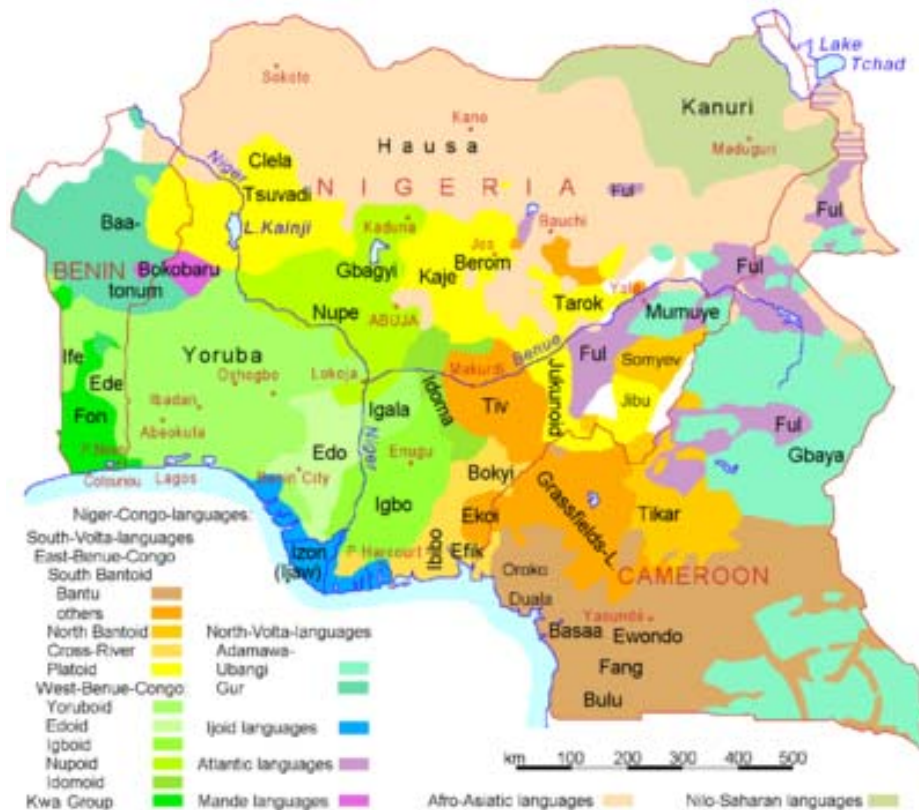 Lake
Tchad
Sokoto
Kanuri
Kano
Hausa
Maduguri
Niger
Clela
NIGERIA
Ful
Tsuvadi
Ful
Baa-
L.Kainji
Kaduna
Bauchi
Jos
Berom
Gbagyi
Kaje
Ful
BENIN
Bokobaru
tonum
Yola
Tarok
Mumuye
Nupe
ABUJA
Benue
Yoruba
Ful
Somyev
Ife
Oshogbo
Lokoja
Makurdi
Ede
Idoma
Jukunoid
Jibu
Ibadan
Igala
Tiv
Fon
Abeokuta
Ful
Edo
Niger
Enugu
Gbaya
Bokyi
Cotounou
Lagos
Benin City
Grassfields-L
Igbo
Tikar
Ekoi
Niger-Congo-languages:
South-Volta-languages
East-Benue-Congo
South Bantoid
Bantu
others
North Bantoid
Cross-River
Platoid
West-Benue-Congo
Yoruboid
Edoid
Igboid
Nupoid
Idomoid
Kwa Group
North-Volta-languages
Adamawa-
Ubangi
Gur
Ijoid languages
Atlantic languages
Mande languages
Izon
(Ijaw)
P Harcourt
Ibibo
Efik
Oroko
CAMEROON
Duala
Yaounde
Basaa
Ewondo
Fang
Bulu
km 100 200 300 400 500
Afro-Asiatic languages
Nilo-Saharan languages